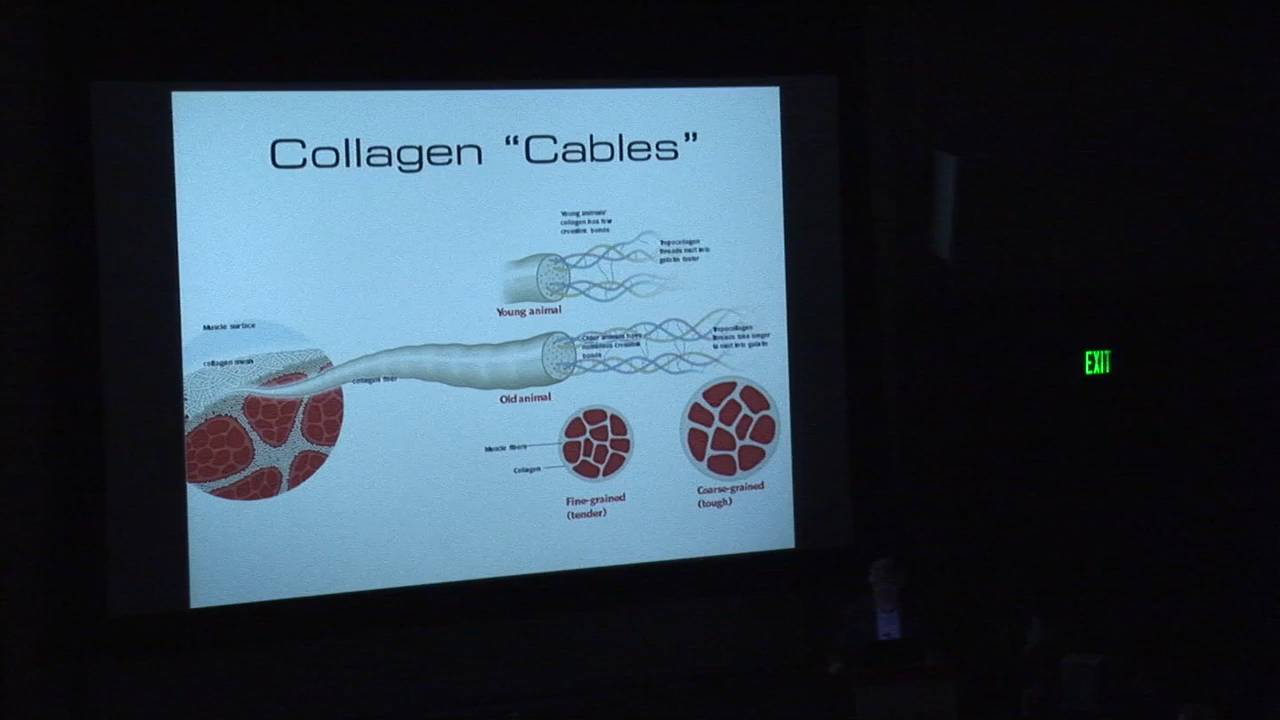 Collagen “Cables”
Young animals'
collagen has few
crosslink bonds
Tropocollagen
threads melt into
gelatin faster
Young animal
Muscle surface
collagen mesh
collagen fiber
Older animals have
numerous crosslink
bonds
Tropocollagen
threads take longer
to melt into gelatin
Old animal
Muscle fibers
Collagen
Fine-grained
(tender)
Coarse-grained
(tough)
EXIT